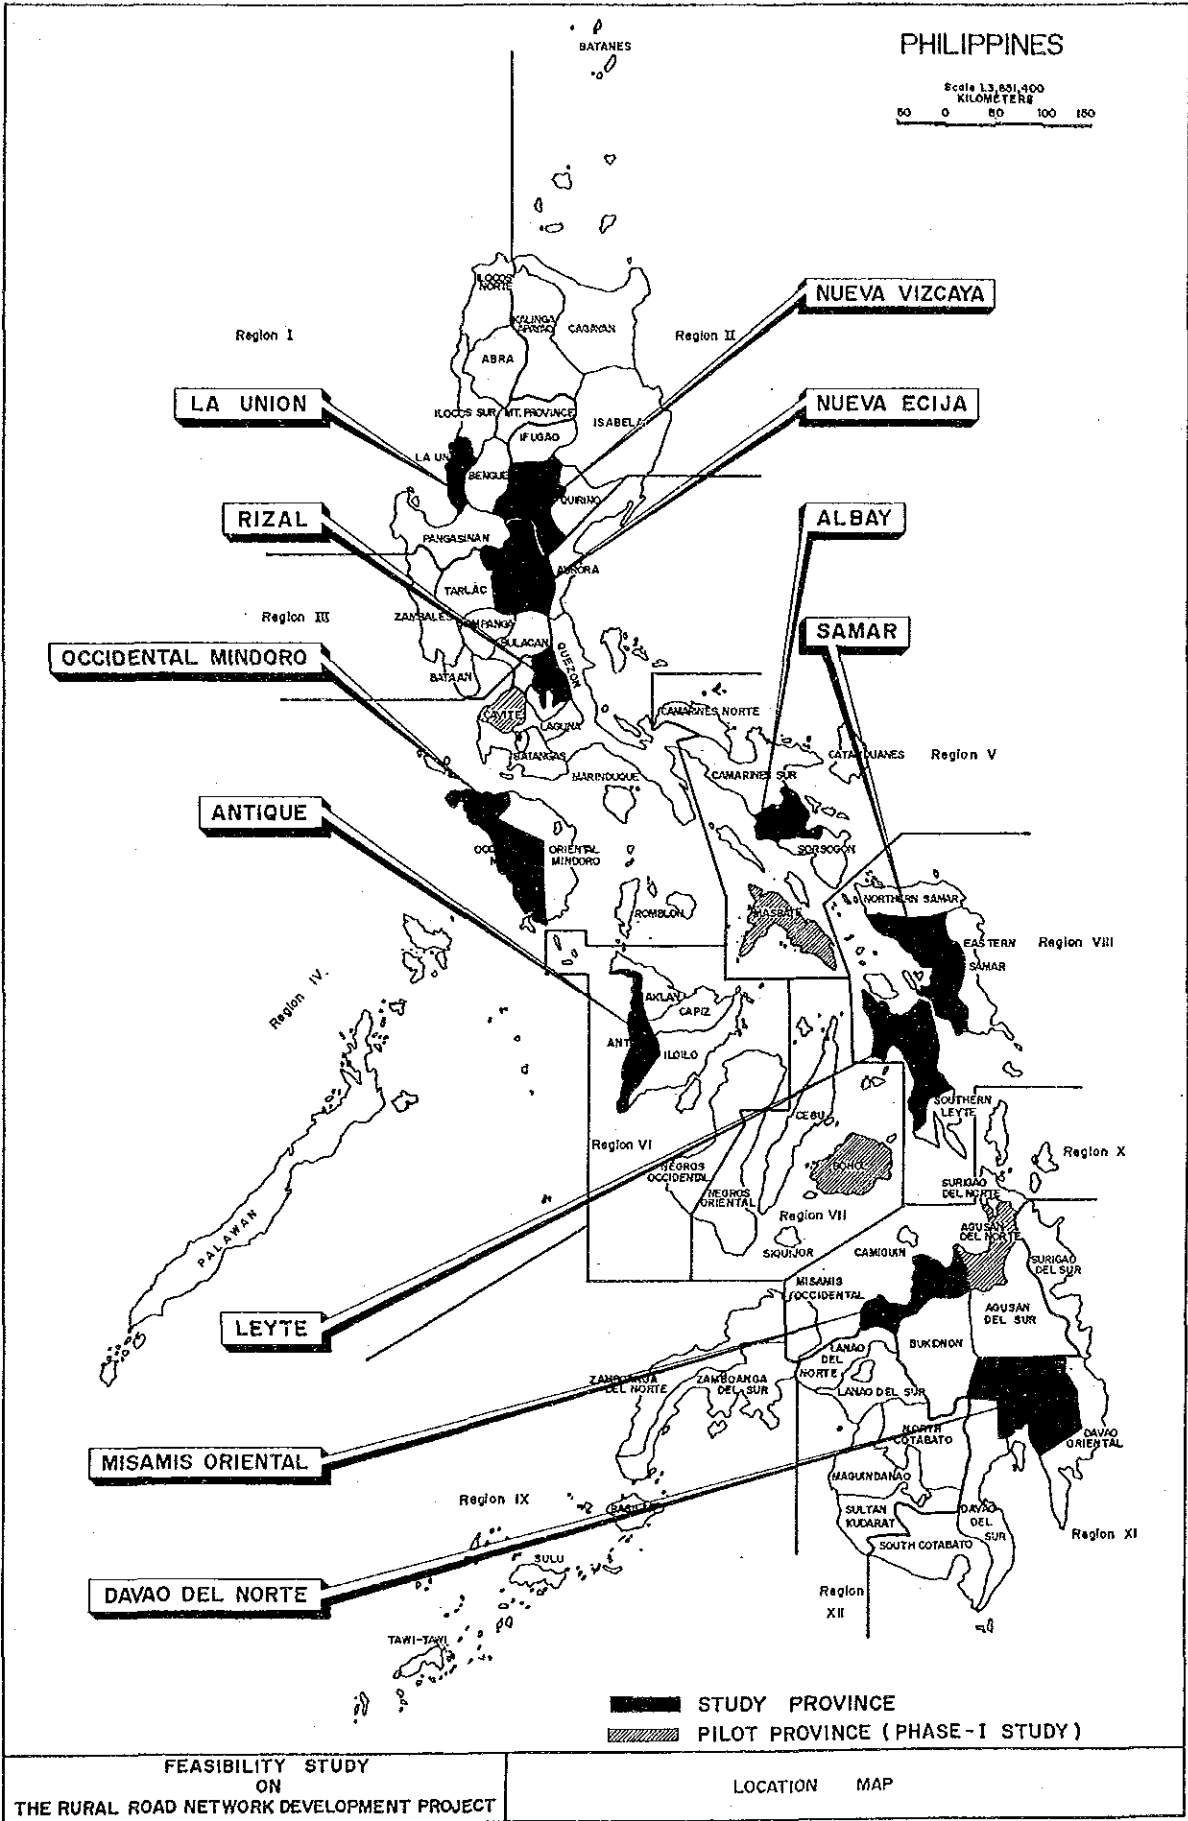 PHILIPPINES
Scale 1:3,851,400
KILOMETERS
50 0 50 100 150
BATANES
NUEVA VIZCAYA
LA UNION
NUEVA ECIJA
RIZAL
ALBAY
SAMAR
OCCIDENTAL MINDORO
ANTIQUE
LEYTE
MISAMIS ORIENTAL
DAVAO DEL NORTE
Region I
Region II
Region III
Region IV
Region V
Region VI
Region VII
Region VIII
Region IX
Region X
Region XI
Region
XII
ILOCOS
NORTE
KALINGA
APAYAO
CAGAYAN
ABRA
ILOCOS SUR
MT. PROVINCE
ISABELA
IFUGAO
LA UN
BENGUE
QUIRINO
PANGASINAN
AURORA
TARLAC
ZAMBALES
PAMPANGA
BULACAN
QUEZON
BATAAN
CAVITE
LAGUNA
BATANGAS
CAMARINES NORTE
CATANDUANES
CAMARINES SUR
MARINDUQUE
SORSOGON
OCC
M
ORIENTAL
MINDORO
ROMBLON
MASBATE
NORTHERN SAMAR
EASTERN
SAMAR
AKLAN
CAPIZ
ANT
ILOILO
CEBU
SOUTHERN
LEYTE
BOHOL
NEGROS
OCCIDENTAL
NEGROS
ORIENTAL
SIQUIJOR
CAMIGUIN
SURIGAO
DEL NORTE
AGUSAN
DEL NORTE
SURIGAO
DEL SUR
PALAWAN
MISAMIS
OCCIDENTAL
AGUSAN
DEL SUR
BUKIDNON
LANAO
DEL
NORTE
ZAMBOANGA
DEL NORTE
ZAMBOANGA
DEL SUR
LANAO DEL SUR
NORTH
COTABATO
DAVAO
ORIENTAL
MAGUINDANAO
SULTAN
KUDARAT
DAVAO
DEL
SUR
SOUTH COTABATO
BASILAN
SULU
TAWI-TAWI
STUDY PROVINCE
PILOT PROVINCE (PHASE-I STUDY)
FEASIBILITY STUDY
ON
THE RURAL ROAD NETWORK DEVELOPMENT PROJECT
LOCATION MAP